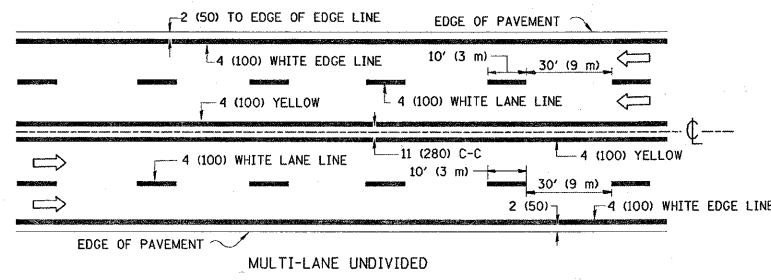 2 (50) TO EDGE OF EDGE LINE
EDGE OF PAVEMENT
4 (100) WHITE EDGE LINE
10' (3 m)
30' (9 m)
4 (100) YELLOW
4 (100) WHITE LANE LINE
℄
4 (100) WHITE LANE LINE
11 (280) C-C
4 (100) YELLOW
10' (3 m)
30' (9 m)
2 (50)
4 (100) WHITE EDGE LINE
EDGE OF PAVEMENT
MULTI-LANE UNDIVIDED